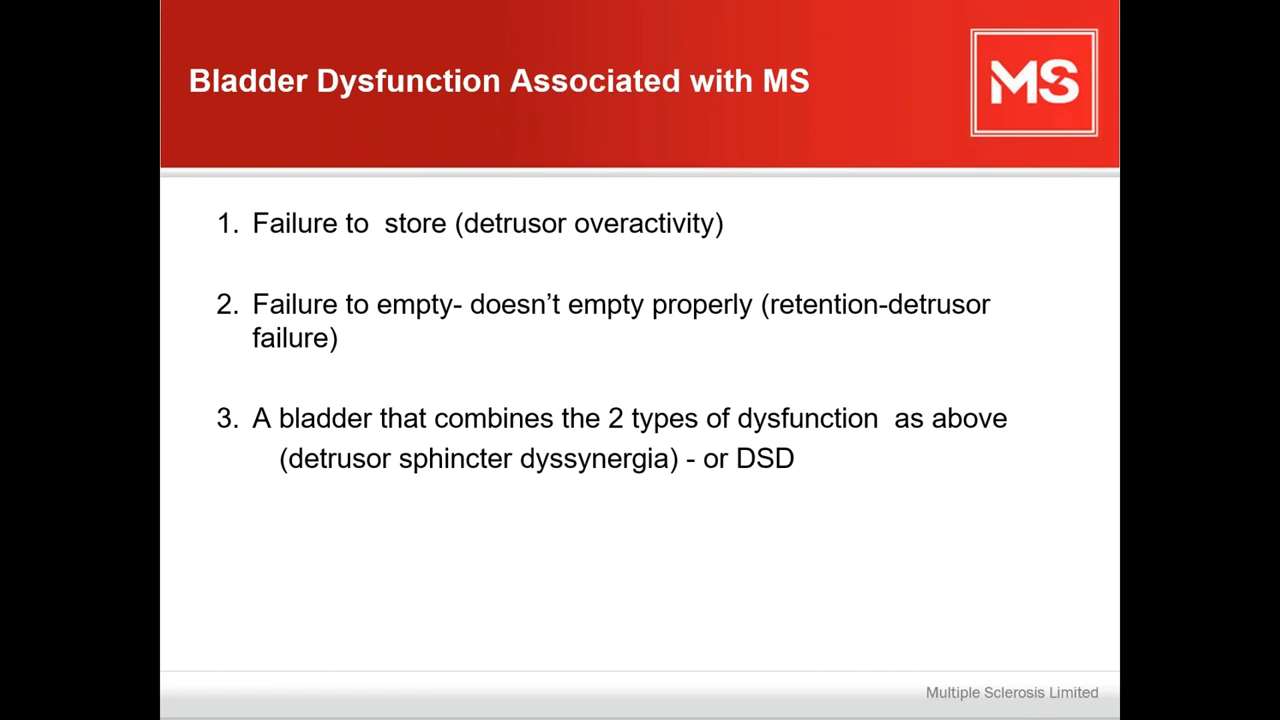 Bladder Dysfunction Associated with MS
MS
1. Failure to  store (detrusor overactivity)
2. Failure to empty- doesn’t empty properly (retention-detrusor
failure)
3. A bladder that combines the 2 types of dysfunction  as above
(detrusor sphincter dyssynergia) - or DSD
Multiple Sclerosis Limited